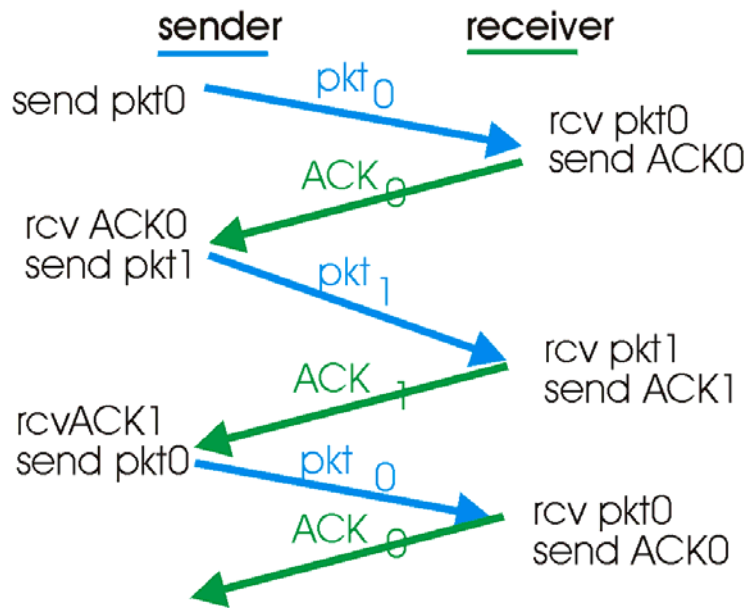 sender receiver
send pkt0
pkt0
rcv pkt0
send ACK0
ACK0
rcv ACK0
send pkt1
pkt1
rcv pkt1
send ACK1
ACK1
rcvACK1
send pkt0
pkt0
rcv pkt0
send ACK0
ACK0